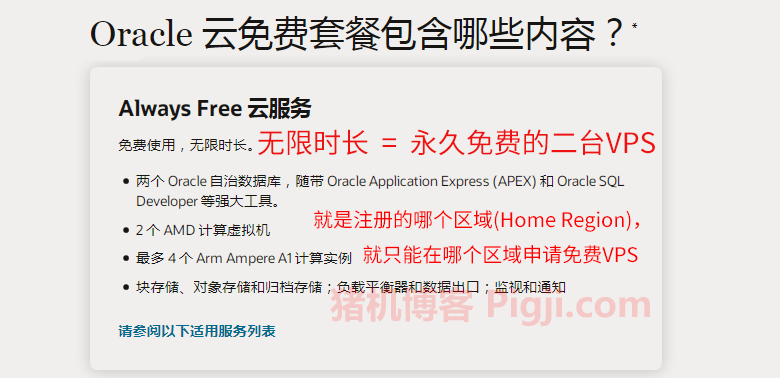 Oracle 云免费套餐包含哪些内容？*
Always Free 云服务
免费使用，无限时长。无限时长 = 永久免费的二台VPS
• 两个 Oracle 自治数据库，随带 Oracle Application Express (APEX) 和 Oracle SQL
Developer 等强大工具。
就是注册的哪个区域(Home Region)，
• 2 个 AMD 计算虚拟机
就只能在哪个区域申请免费VPS
• 最多 4 个 Arm Ampere A1 计算实例
• 块存储、对象存储和归档存储；负载平衡器和数据出口；监视和通知
猪机博客 Pigji.com
请参阅以下适用服务列表